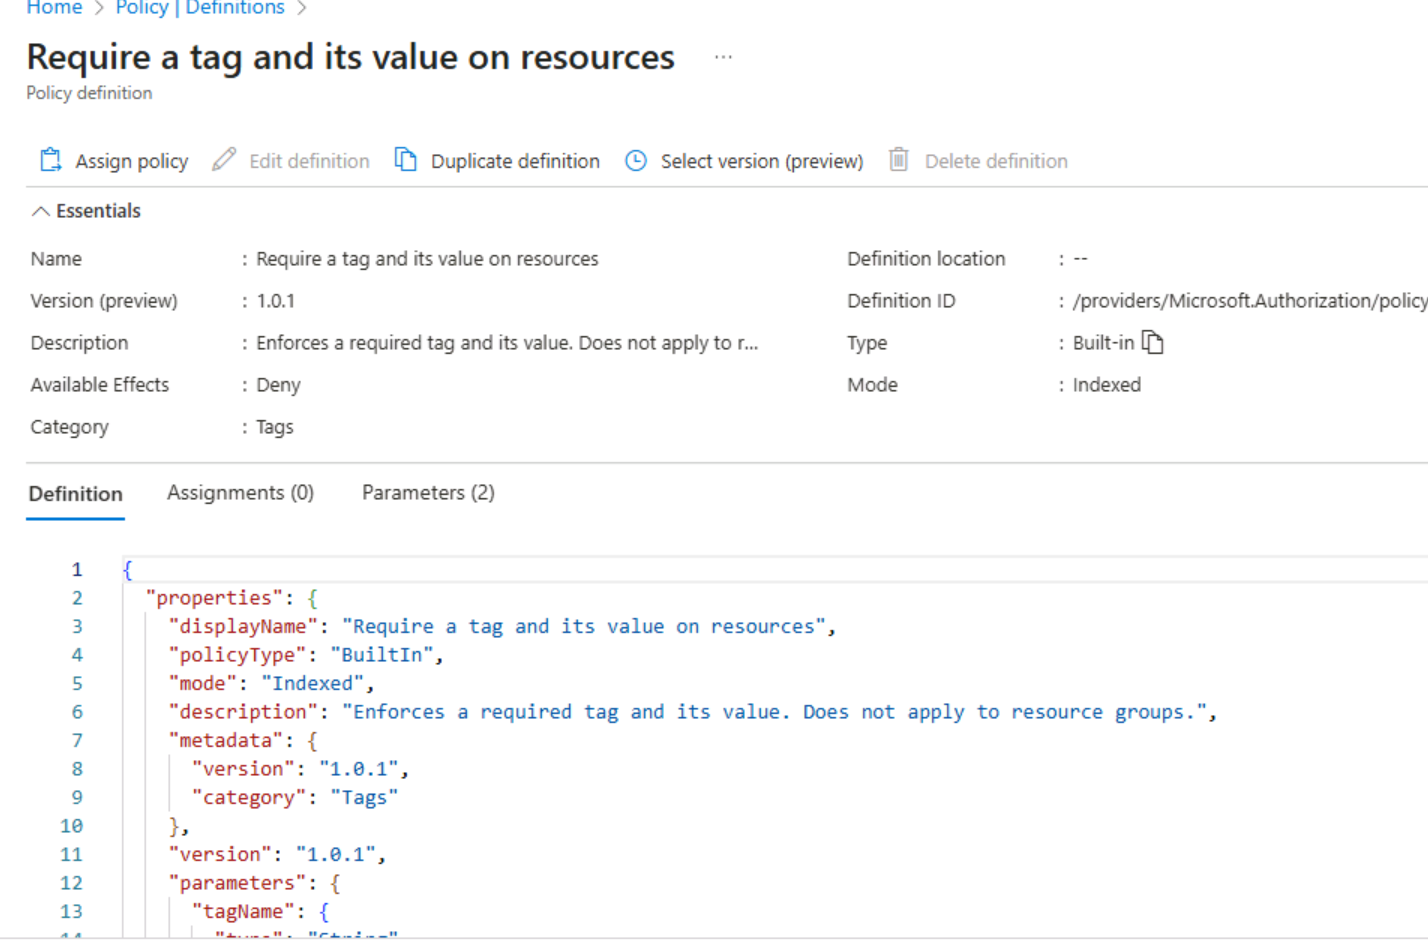 Home > Policy | Definitions >
Require a tag and its value on resources ...
Policy definition
Assign policy Edit definition Duplicate definition Select version (preview) Delete definition
Essentials
Name : Require a tag and its value on resources Definition location : --
Version (preview) : 1.0.1 Definition ID : /providers/Microsoft.Authorization/policy
Description : Enforces a required tag and its value. Does not apply to r... Type : Built-in
Available Effects : Deny Mode : Indexed
Category : Tags
Definition Assignments (0) Parameters (2)
1 {
2 "properties": {
3 "displayName": "Require a tag and its value on resources",
4 "policyType": "BuiltIn",
5 "mode": "Indexed",
6 "description": "Enforces a required tag and its value. Does not apply to resource groups.",
7 "metadata": {
8 "version": "1.0.1",
9 "category": "Tags"
10 },
11 "version": "1.0.1",
12 "parameters": {
13 "tagName": {
14 "type": "String"